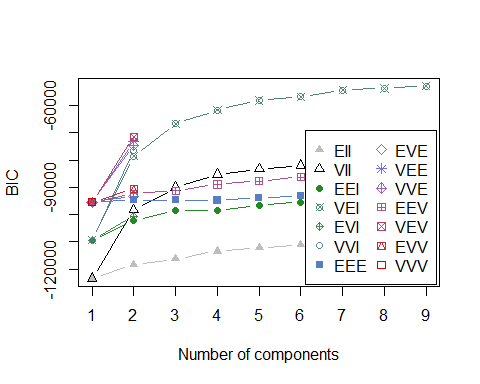 BIC
-60000
-90000
-120000
EII
VII
EEI
VEI
EVI
VVI
EEE
EVE
VEE
VVE
EEV
VEV
EVV
VVV
1 2 3 4 5 6 7 8 9
Number of components